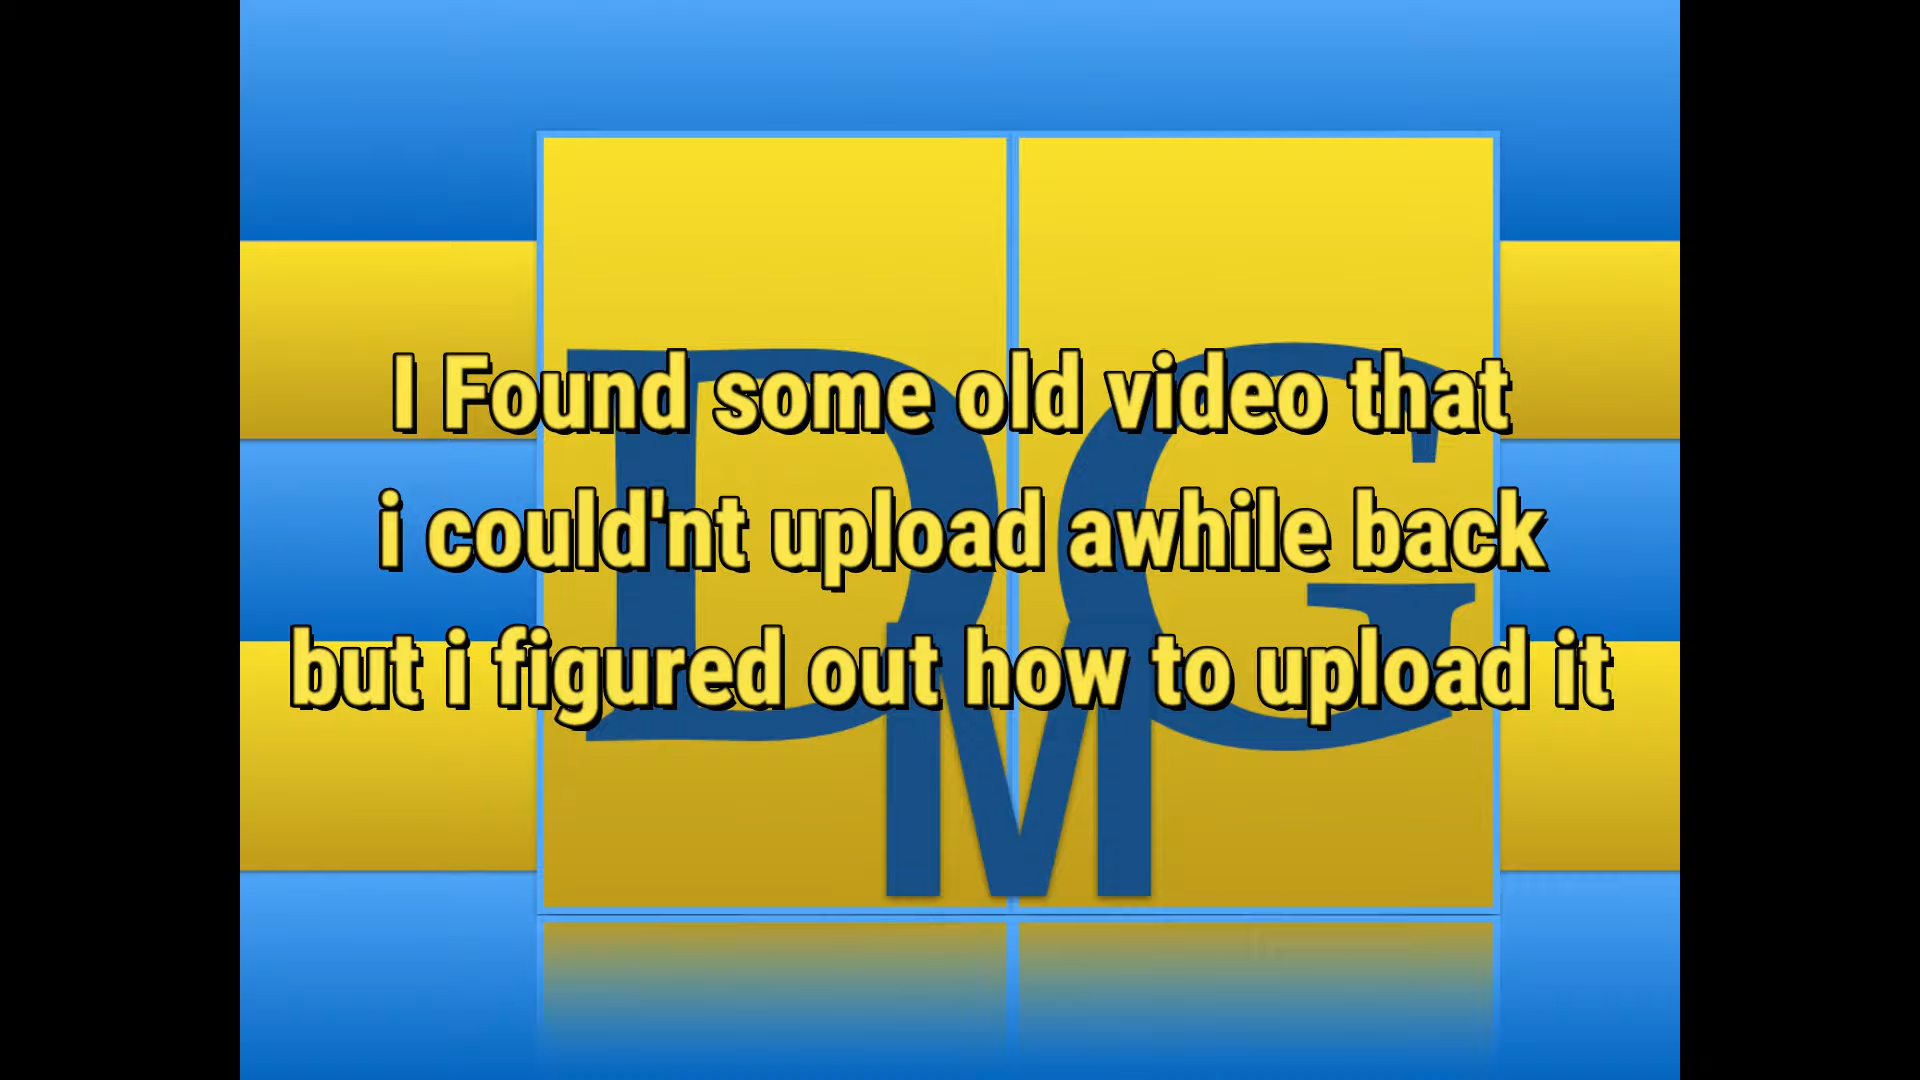 I Found some old video that
i could'nt upload awhile back
but i figured out how to upload it
D G
M